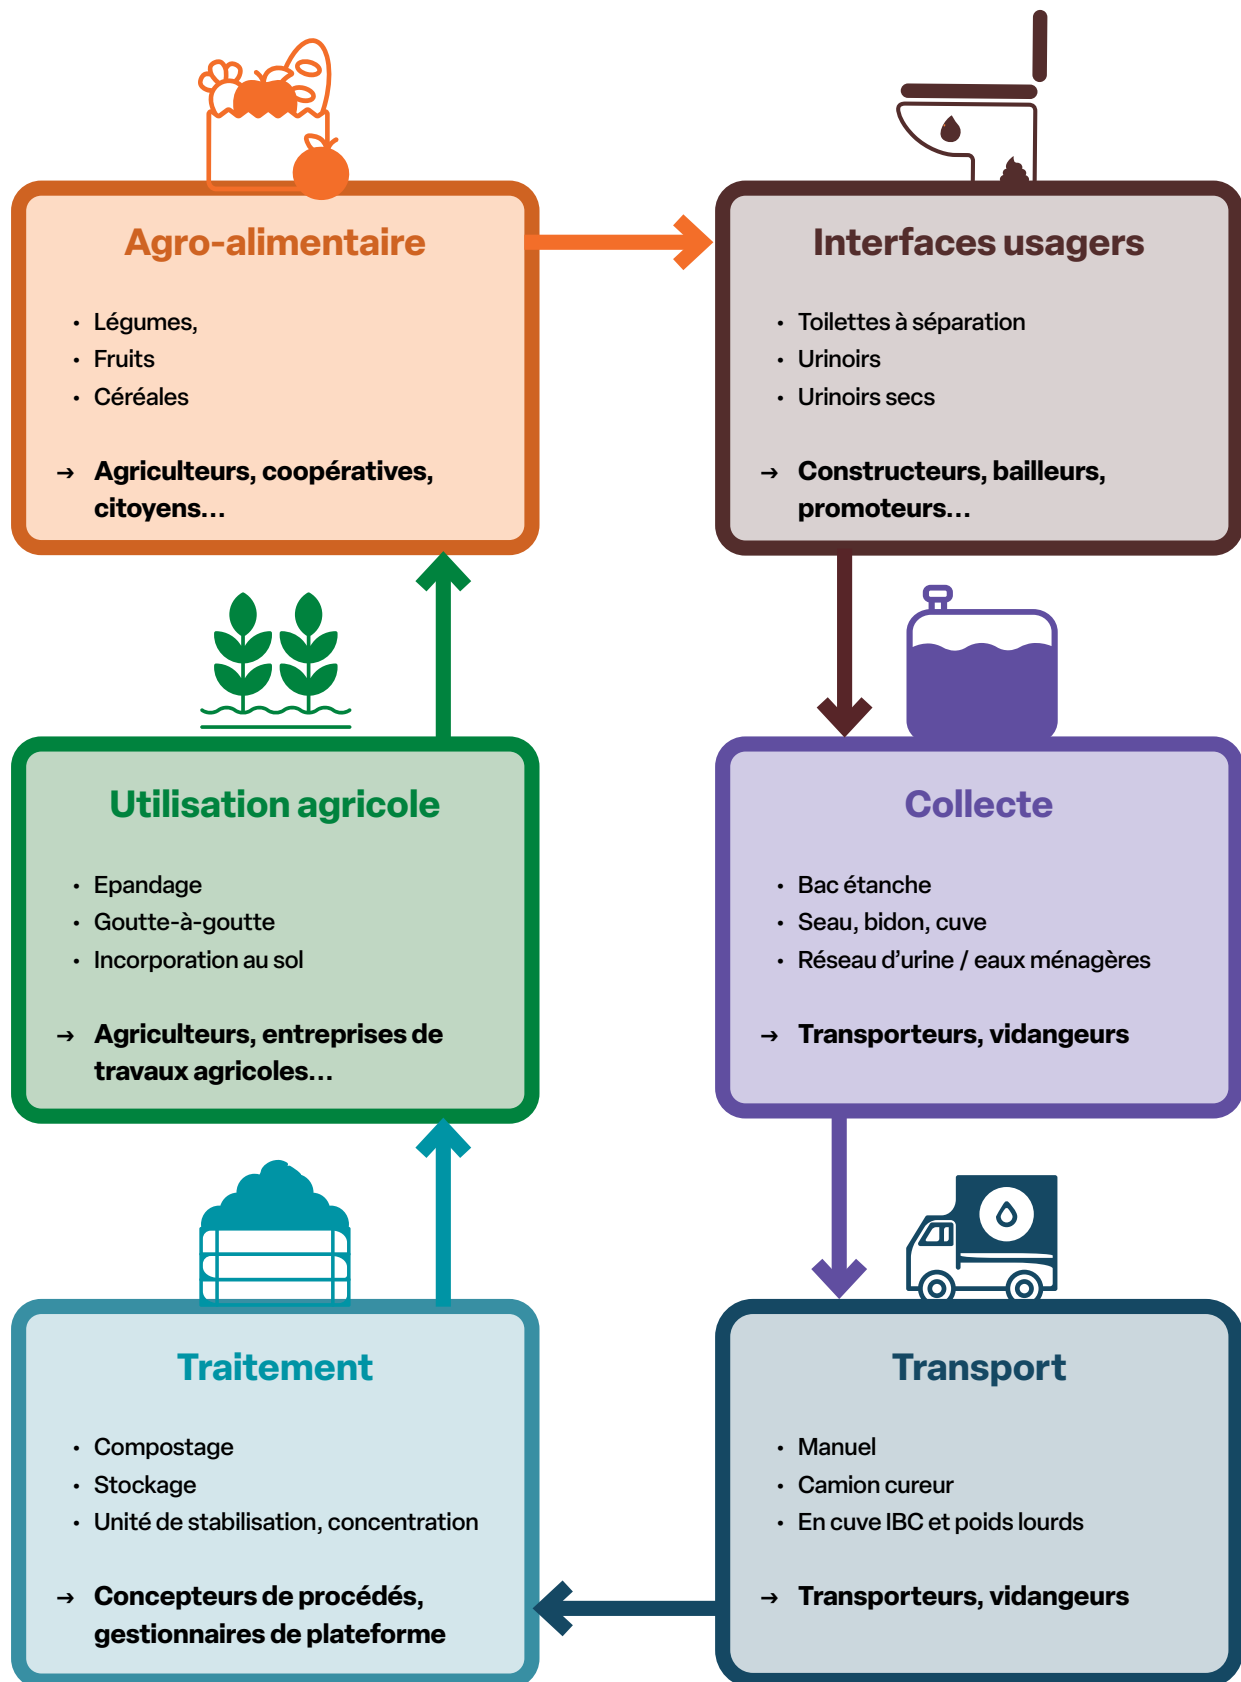 Agro-alimentaire
• Légumes,
• Fruits
• Céréales
→ Agriculteurs, coopératives,
citoyens…
Interfaces usagers
• Toilettes à séparation
• Urinoirs
• Urinoirs secs
→ Constructeurs, bailleurs,
promoteurs…
Utilisation agricole
• Epandage
• Goutte-à-goutte
• Incorporation au sol
→ Agriculteurs, entreprises de
travaux agricoles…
Collecte
• Bac étanche
• Seau, bidon, cuve
• Réseau d’urine / eaux ménagères
→ Transporteurs, vidangeurs
Traitement
• Compostage
• Stockage
• Unité de stabilisation, concentration
→ Concepteurs de procédés,
gestionnaires de plateforme
Transport
• Manuel
• Camion cureur
• En cuve IBC et poids lourds
→ Transporteurs, vidangeurs